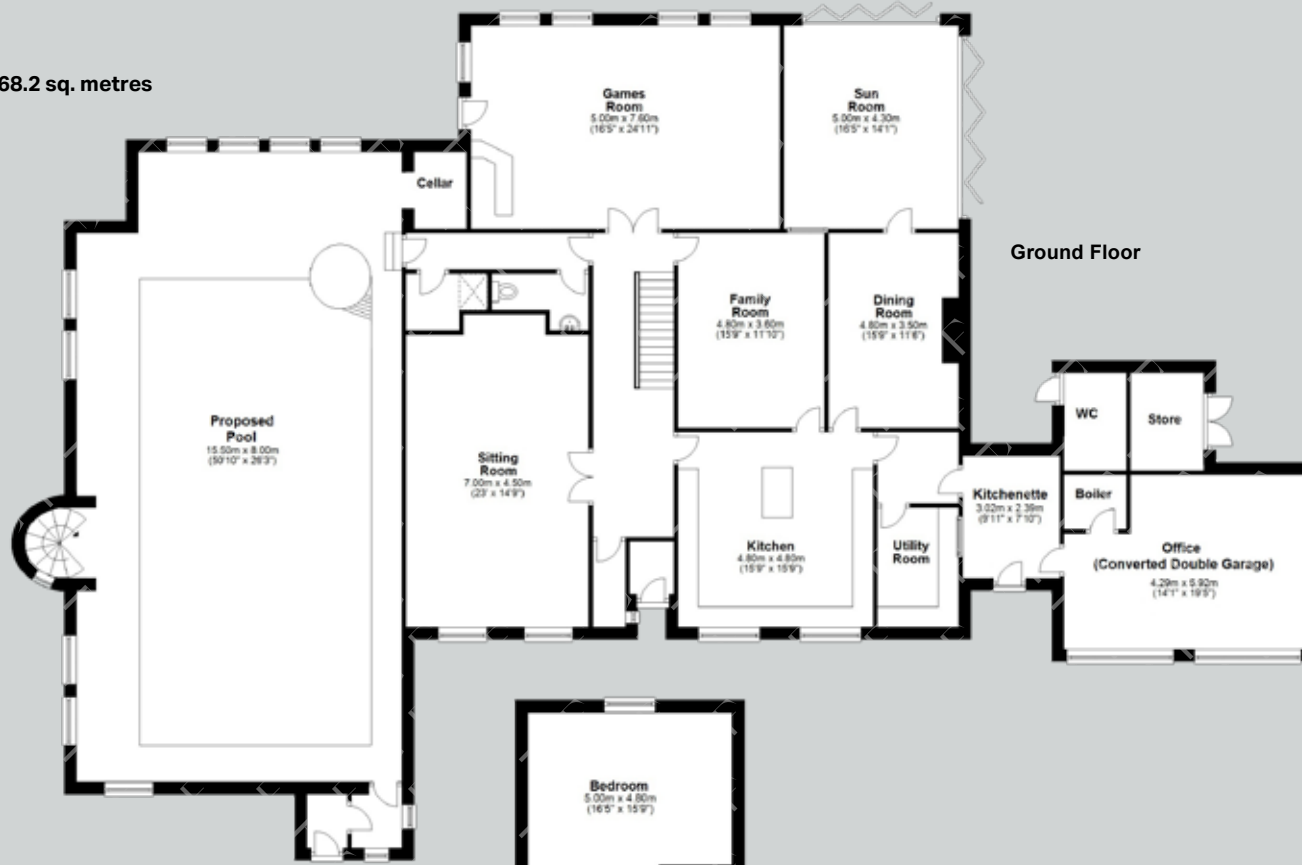 68.2 sq. metres
Games
Room
5.00m x 7.60m
(16'5" x 24'11")
Sun
Room
5.00m x 4.30m
(16'5" x 14'1")
Cellar
Ground Floor
Family
Room
4.80m x 3.60m
(15'9" x 11'10")
Dining
Room
4.80m x 3.50m
(15'9" x 11'6")
Proposed
Pool
15.50m x 8.00m
(50'10" x 26'3")
Sitting
Room
7.00m x 4.50m
(23' x 14'9")
WC
Store
Kitchenette
3.02m x 2.39m
(9'11" x 7'10")
Boiler
Kitchen
4.80m x 4.80m
(15'9" x 15'9")
Utility
Room
Office
(Converted Double Garage)
4.29m x 5.92m
(14'1" x 19'5")
Bedroom
5.00m x 4.80m
(16'5" x 15'9")